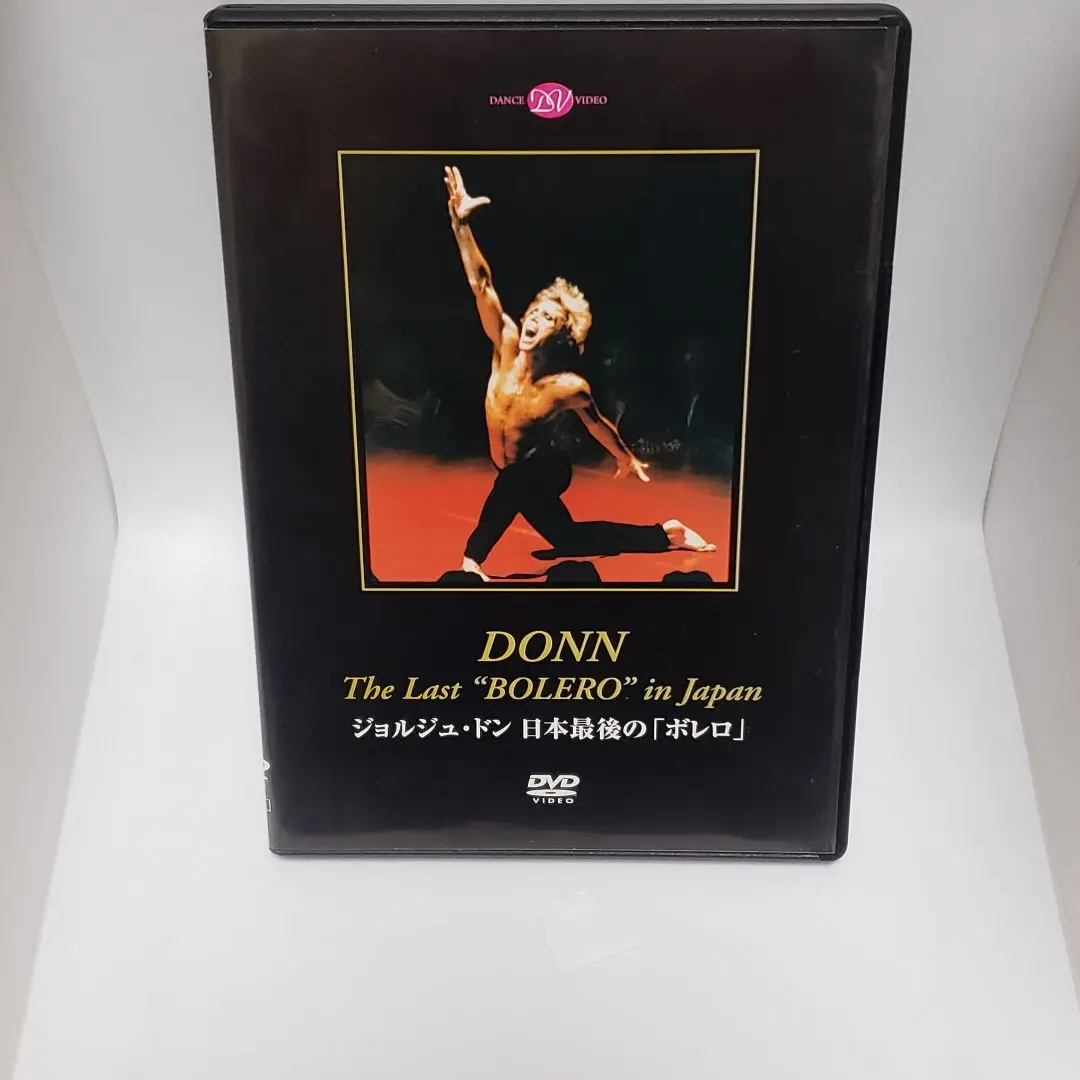 DANCE DV VIDEO
DONN
The Last “BOLERO” in Japan
ジョルジュ・ドン 日本最後の「ボレロ」
DVD
VIDEO